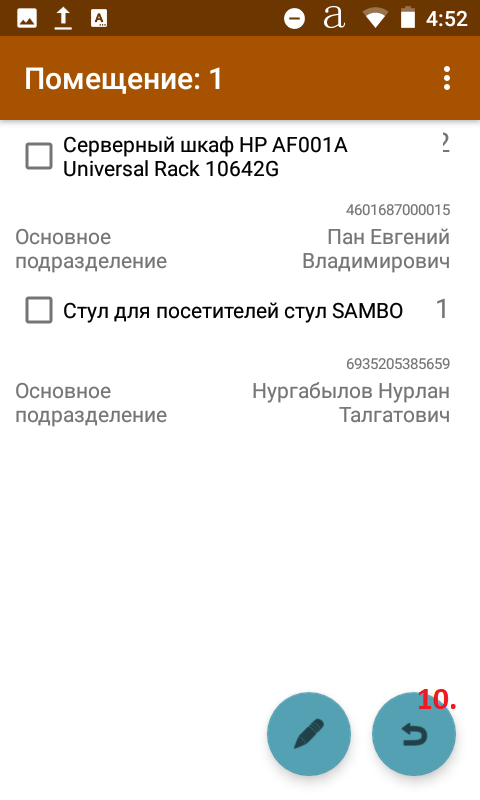 a 4:52
Помещение: 1
Серверный шкаф HP AF001A 2
Universal Rack 10642G
4601687000015
Основное Пан Евгений
подразделение Владимирович
Стул для посетителей стул SAMBO 1
6935205385659
Основное Нургабылов Нурлан
подразделение Талгатович
10.